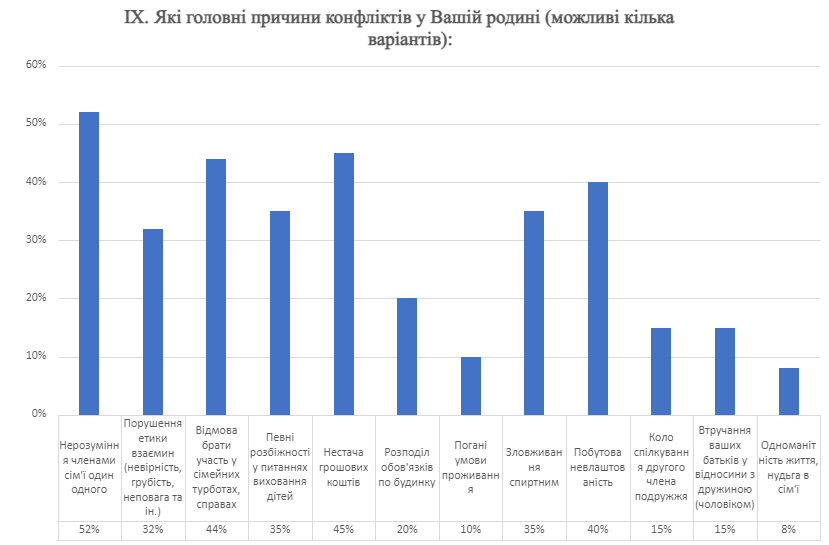 IX. Які головні причини конфліктів у Вашій родині (можливі кілька
варіантів):
60%
50%
40%
30%
20%
10%
0%
Нерозумінн
я членами
сім'ї один
одного
Порушення
етики
взаємин
(невірність,
грубість,
неповага та
ін.)
Відмова
брати
участь у
сімейних
турботах,
справах
Певні
розбіжності
у питаннях
виховання
дітей
Нестача
грошових
коштів
Розподіл
обов'язків
по будинку
Погані
умови
проживанн
я
Зловживан
ня
спиртним
Побутова
невлаштов
аність
Коло
спілкуванн
я другого
члена
подружжя
Втручання
ваших
батьків у
відносини з
дружиною
(чоловіком)
Одноманіт
ність життя,
нудьга в
сім'ї
52%
32%
44%
35%
45%
20%
10%
35%
40%
15%
15%
8%